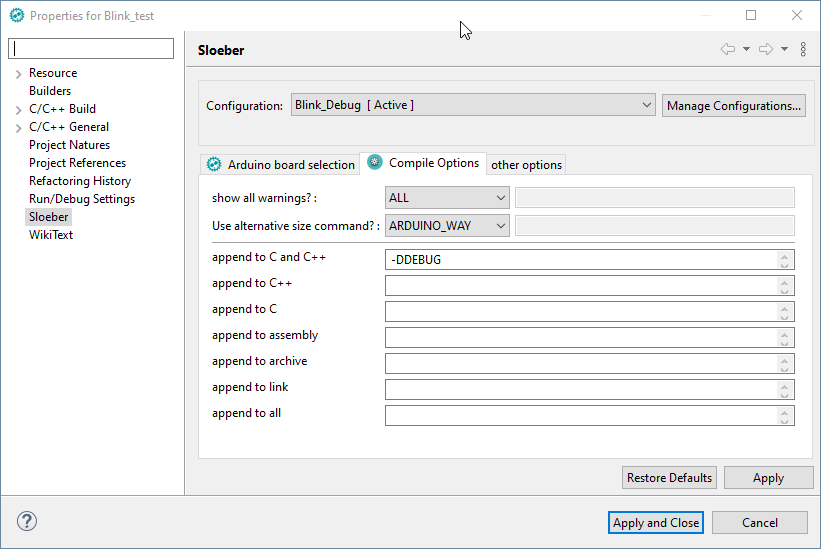 Properties for Blink_test
Resource
Builders
C/C++ Build
C/C++ General
Project Natures
Project References
Refactoring History
Run/Debug Settings
Sloeber
WikiText
Sloeber
Configuration: Blink_Debug [ Active ] Manage Configurations...
Arduino board selection Compile Options other options
show all warnings? : ALL
Use alternative size command? : ARDUINO_WAY
append to C and C++ -DDEBUG
append to C++
append to C
append to assembly
append to archive
append to link
append to all
Restore Defaults Apply
? Apply and Close Cancel